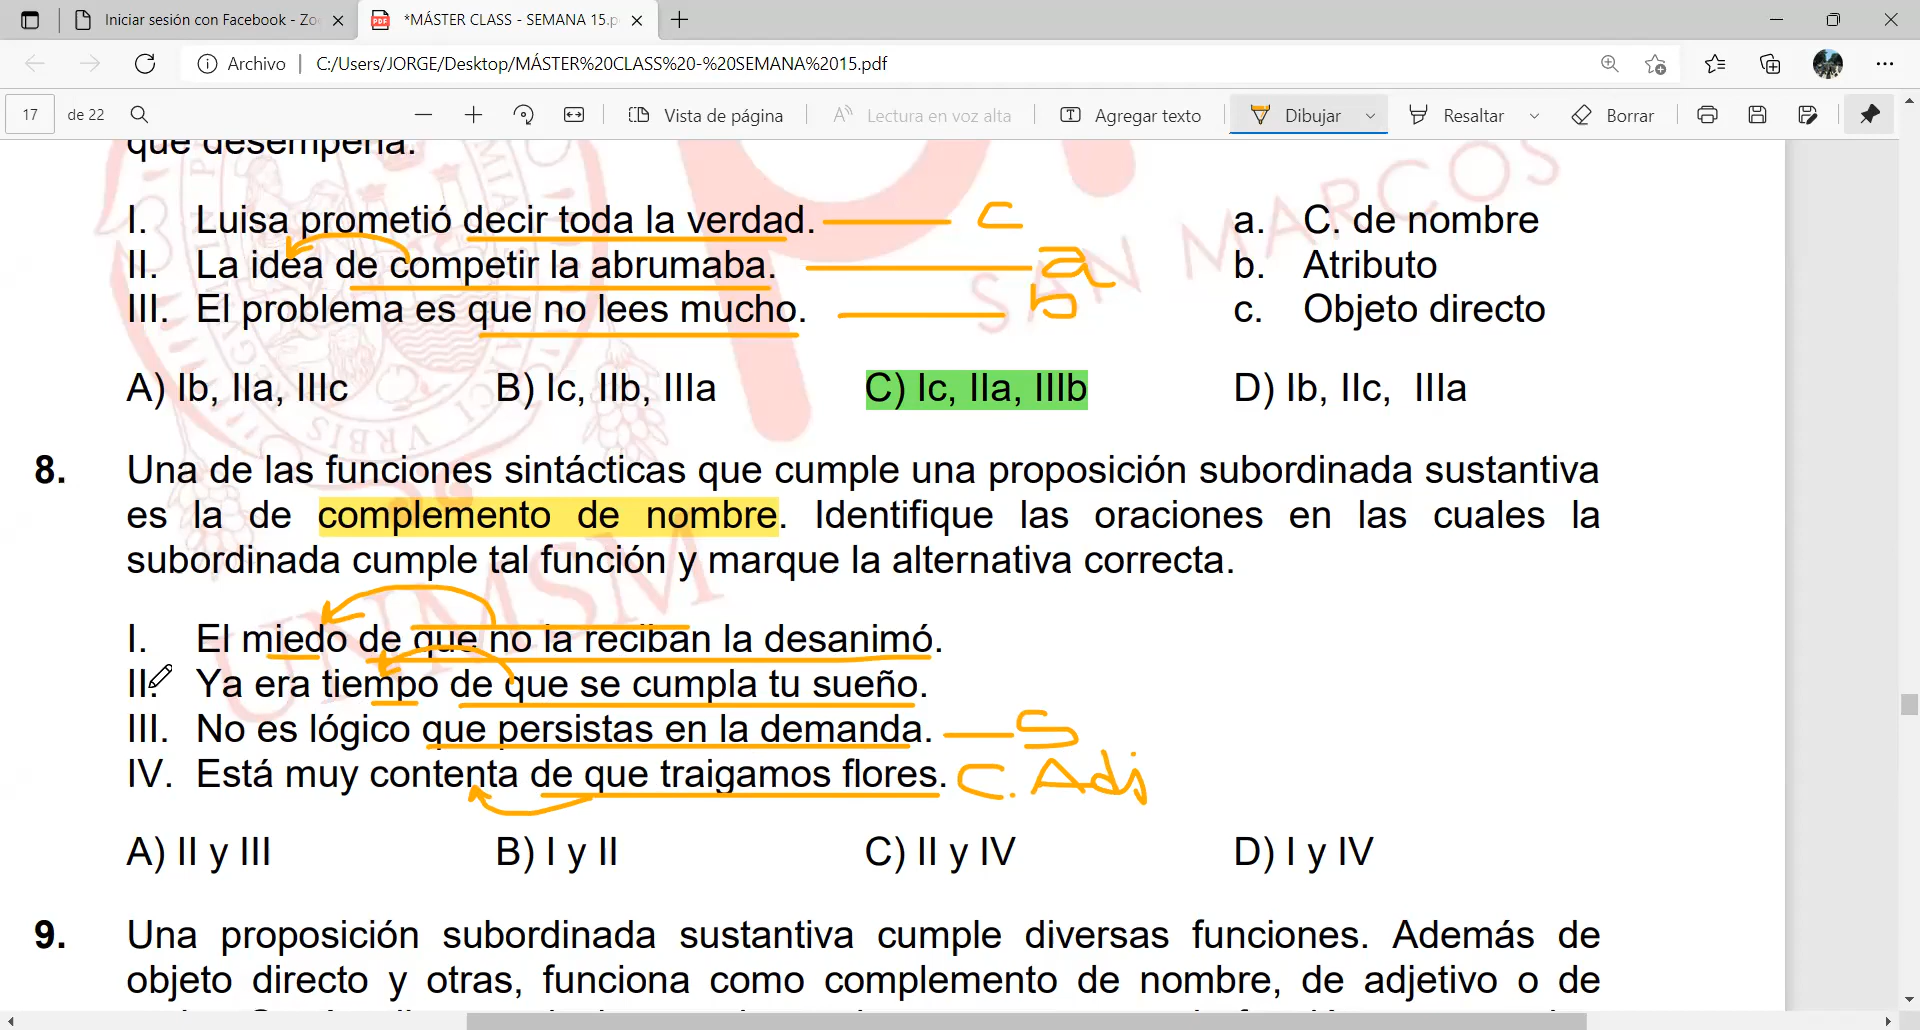 Iniciar sesión con Facebook - Zo
*MÁSTER CLASS - SEMANA 15.p
Archivo | C:/Users/JORGE/Desktop/MÁSTER%20CLASS%20-%20SEMANA%2015.pdf
17 de 22
Vista de página
Lectura en voz alta
Agregar texto
Dibujar
Resaltar
Borrar
que desempeña.
I. Luisa prometió decir toda la verdad. c a. C. de nombre
II. La idea de competir la abrumaba. a b. Atributo
III. El problema es que no lees mucho. b c. Objeto directo
A) Ib, IIa, IIIc B) Ic, IIb, IIIa C) Ic, IIa, IIIb D) Ib, IIc, IIIa
8. Una de las funciones sintácticas que cumple una proposición subordinada sustantiva
es la de complemento de nombre. Identifique las oraciones en las cuales la
subordinada cumple tal función y marque la alternativa correcta.
I. El miedo de que no la reciban la desanimó.
II. Ya era tiempo de que se cumpla tu sueño.
III. No es lógico que persistas en la demanda. S
IV. Está muy contenta de que traigamos flores. C. Adj
A) II y III B) I y II C) II y IV D) I y IV
9. Una proposición subordinada sustantiva cumple diversas funciones. Además de
objeto directo y otras, funciona como complemento de nombre, de adjetivo o de
SAN MARCOS
UNMSM